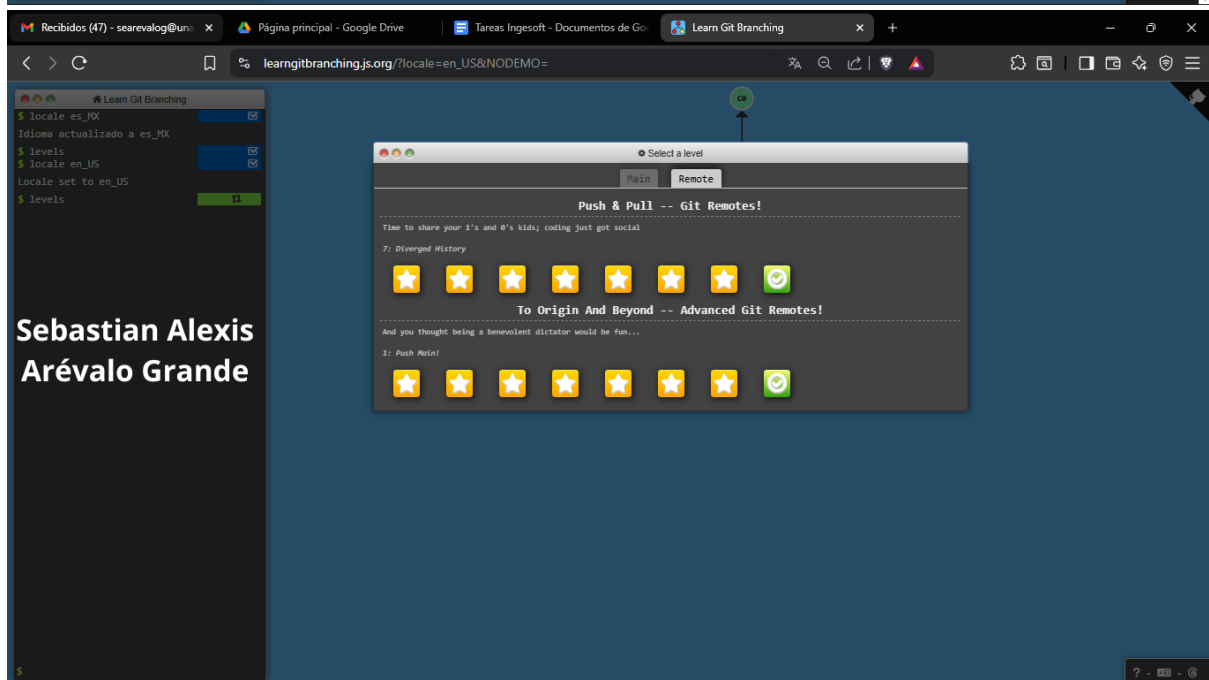 Recibidos (47) - searevalog@una
Página principal - Google Drive
Tareas Ingesoft - Documentos de Goo
Learn Git Branching
learngitbranching.js.org/?locale=en_US&NODEMO=
Learn Git Branching
$ locale es_MX
Idioma actualizado a es_MX
$ levels
$ locale en_US
Locale set to en_US
$ levels
Sebastian Alexis
Arévalo Grande
$
Select a level
Main Remote
Push & Pull -- Git Remotes!
Time to share your 1's and 0's kids; coding just got social
7: Diverged History
To Origin And Beyond -- Advanced Git Remotes!
And you thought being a benevolent dictator would be fun...
1: Push Main!